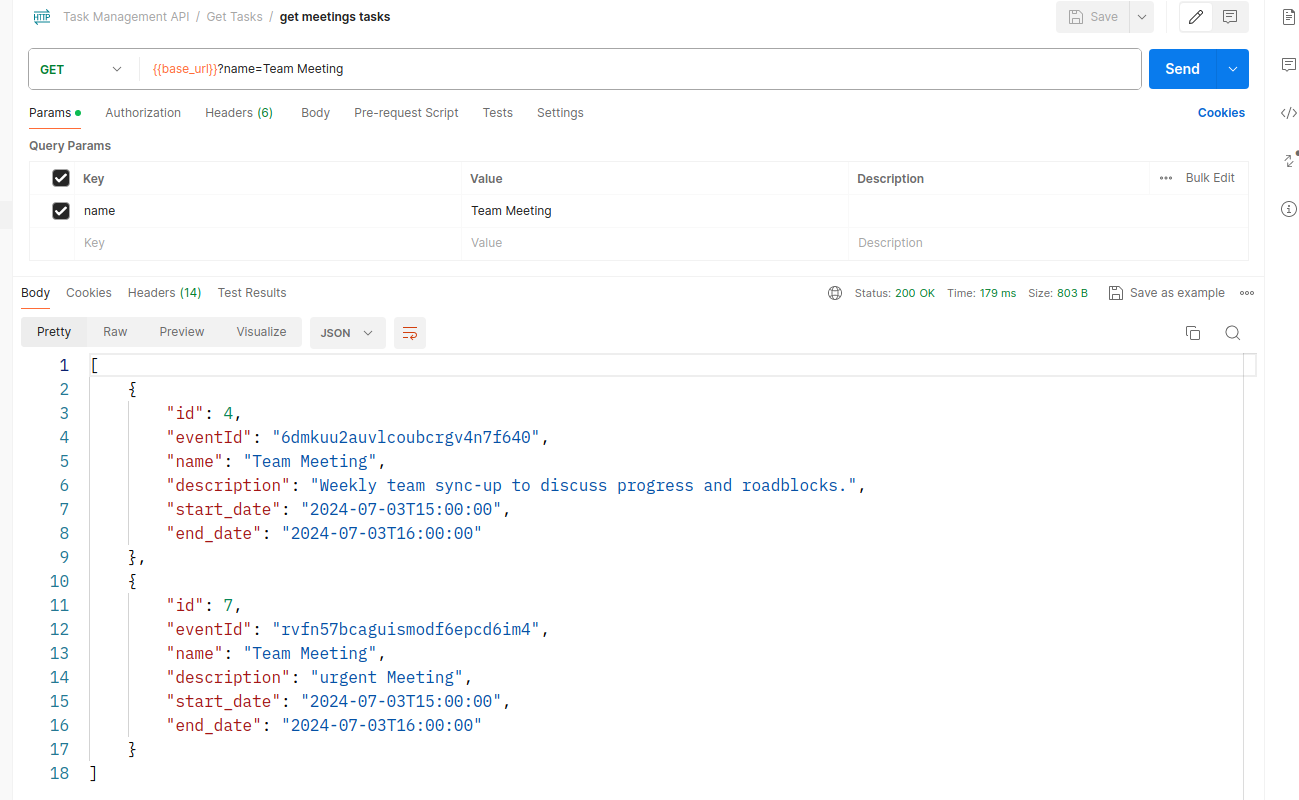 HTTP Task Management API / Get Tasks / get meetings tasks Save
GET {{base_url}}?name=Team Meeting Send
Params Authorization Headers (6) Body Pre-request Script Tests Settings Cookies
Query Params
Key Value Description Bulk Edit
name Team Meeting
Key Value Description
Body Cookies Headers (14) Test Results Status: 200 OK Time: 179 ms Size: 803 B Save as example
Pretty Raw Preview Visualize JSON
1 [
2 {
3 "id": 4,
4 "eventId": "6dmkuu2auvlcoubcrgv4n7f640",
5 "name": "Team Meeting",
6 "description": "Weekly team sync-up to discuss progress and roadblocks.",
7 "start_date": "2024-07-03T15:00:00",
8 "end_date": "2024-07-03T16:00:00"
9 },
10 {
11 "id": 7,
12 "eventId": "rvfn57bcaguismodf6epcd6im4",
13 "name": "Team Meeting",
14 "description": "urgent Meeting",
15 "start_date": "2024-07-03T15:00:00",
16 "end_date": "2024-07-03T16:00:00"
17 }
18 ]